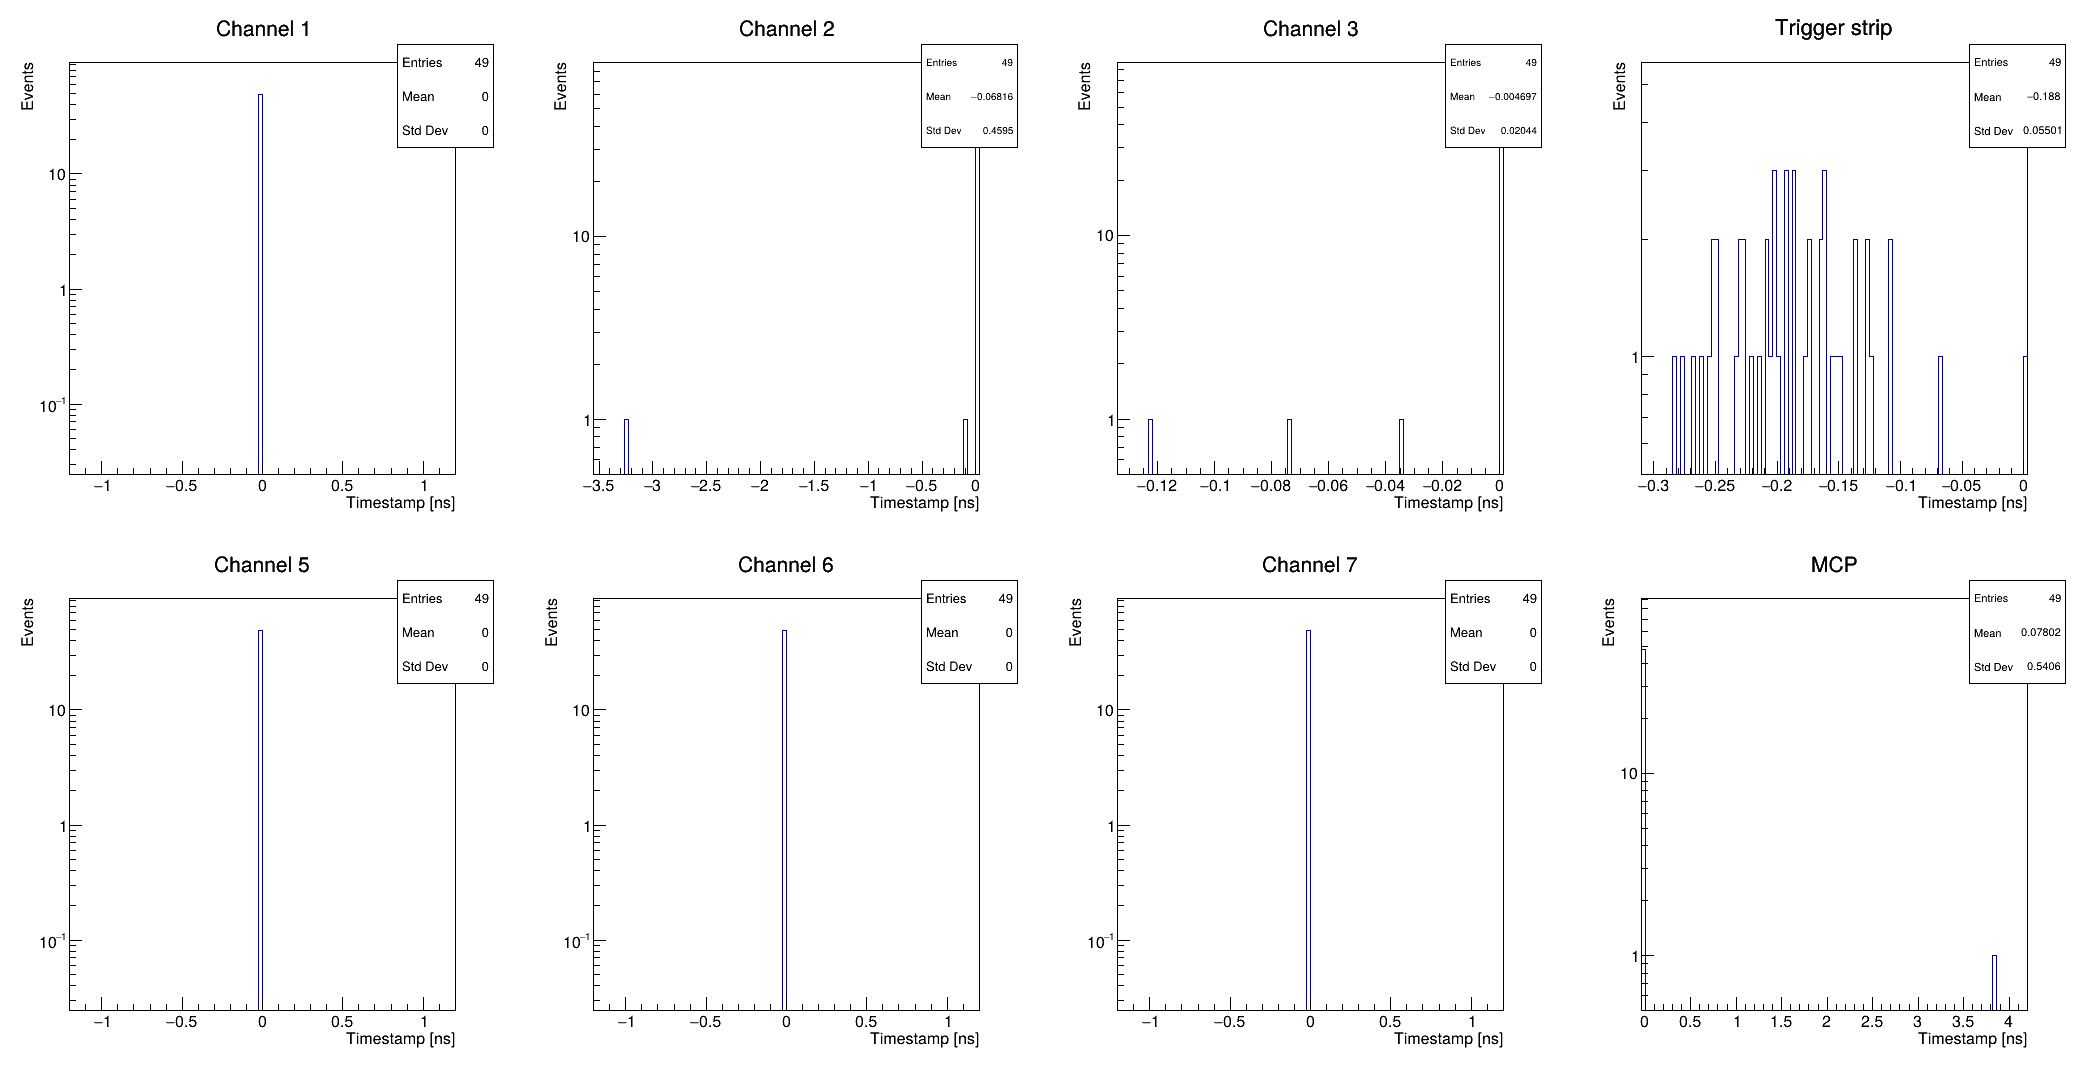 Channel 1
Events
Entries 49
Mean 0
Std Dev 0
10
1
10⁻¹
−1 −0.5 0 0.5 1
Timestamp [ns]
Channel 2
Events
Entries 49
Mean −0.06816
Std Dev 0.4595
10
1
−3.5 −3 −2.5 −2 −1.5 −1 −0.5 0
Timestamp [ns]
Channel 3
Events
Entries 49
Mean −0.004697
Std Dev 0.02044
10
1
−0.12 −0.1 −0.08 −0.06 −0.04 −0.02 0
Timestamp [ns]
Trigger strip
Events
Entries 49
Mean −0.188
Std Dev 0.05501
1
−0.3 −0.25 −0.2 −0.15 −0.1 −0.05 0
Timestamp [ns]
Channel 5
Events
Entries 49
Mean 0
Std Dev 0
10
1
10⁻¹
−1 −0.5 0 0.5 1
Timestamp [ns]
Channel 6
Events
Entries 49
Mean 0
Std Dev 0
10
1
10⁻¹
−1 −0.5 0 0.5 1
Timestamp [ns]
Channel 7
Events
Entries 49
Mean 0
Std Dev 0
10
1
10⁻¹
−1 −0.5 0 0.5 1
Timestamp [ns]
MCP
Events
Entries 49
Mean 0.07802
Std Dev 0.5406
10
1
0 0.5 1 1.5 2 2.5 3 3.5 4
Timestamp [ns]